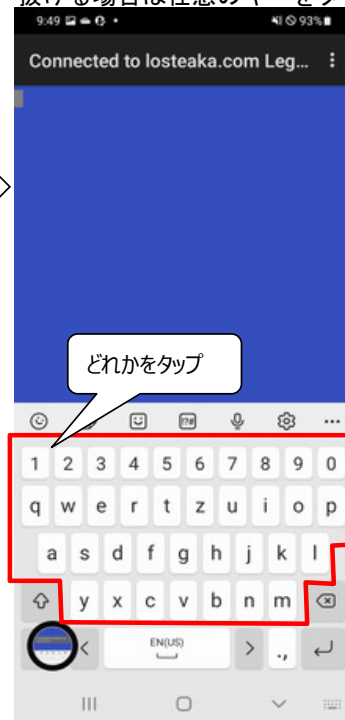 抜ける場合は任意のキーをタ
9:49 93%
Connected to losteaka.com Leg...
どれかをタップ
!?#
1 2 3 4 5 6 7 8 9 0
q w e r t z u i o p
a s d f g h j k l
y x c v b n m
< EN(US) > .,